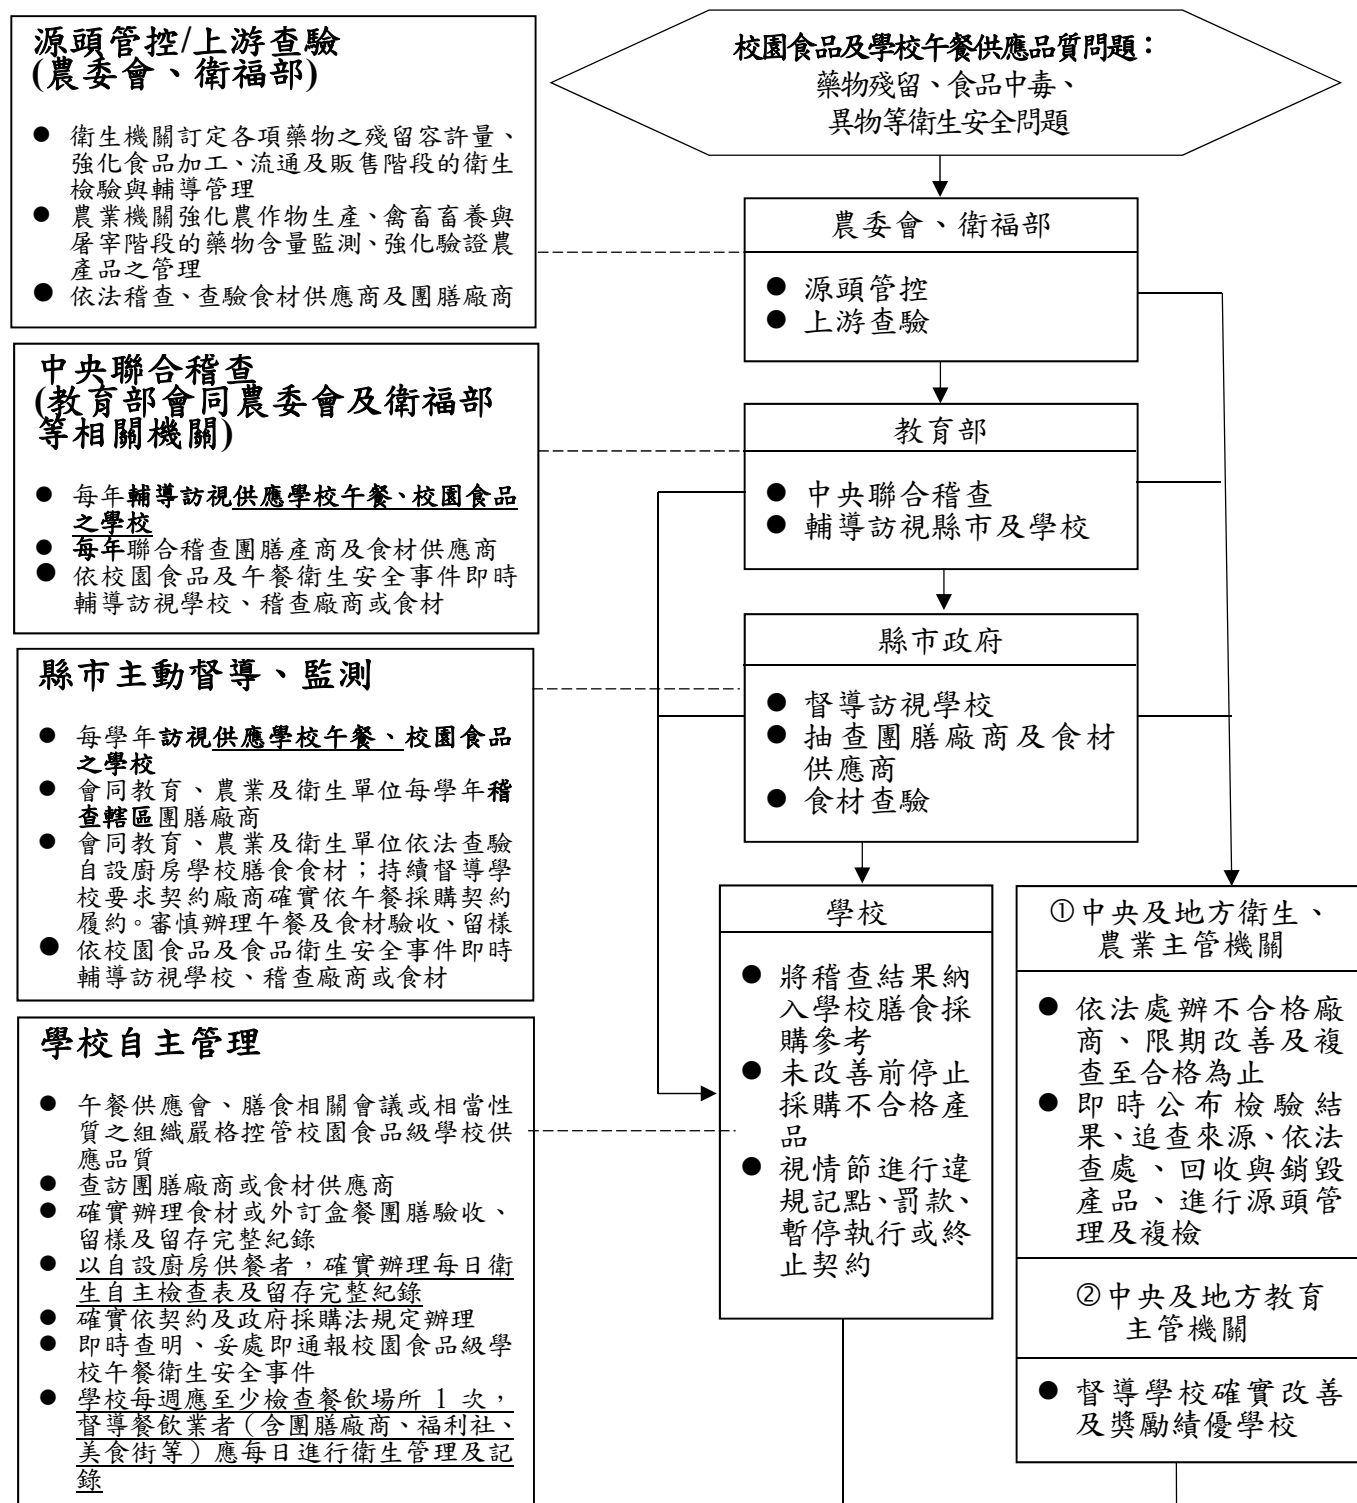 源頭管控/上游查驗
(農委會、衛福部)
● 衛生機關訂定各項藥物之殘留容許量、
強化食品加工、流通及販售階段的衛生
檢驗與輔導管理
● 農業機關強化農作物生產、禽畜畜養與
屠宰階段的藥物含量監測、強化驗證農
產品之管理
● 依法稽查、查驗食材供應商及團膳廠商
中央聯合稽查
(教育部會同農委會及衛福部
等相關機關)
● 每年輔導訪視供應學校午餐、校園食品
之學校
● 每年聯合稽查團膳產商及食材供應商
● 依校園食品及午餐衛生安全事件即時
輔導訪視學校、稽查廠商或食材
縣市主動督導、監測
● 每學年訪視供應學校午餐、校園食品
之學校
● 會同教育、農業及衛生單位每學年稽
查轄區團膳廠商
● 會同教育、農業及衛生單位依法查驗
自設廚房學校膳食食材；持續督導學
校要求契約廠商確實依午餐採購契約
履約。審慎辦理午餐及食材驗收、留樣
● 依校園食品及食品衛生安全事件即時
輔導訪視學校、稽查廠商或食材
學校自主管理
● 午餐供應會、膳食相關會議或相當性
質之組織嚴格控管校園食品級學校供
應品質
● 查訪團膳廠商或食材供應商
● 確實辦理食材或外訂盒餐團膳驗收、
留樣及留存完整紀錄
● 以自設廚房供餐者，確實辦理每日衛
生自主檢查表及留存完整紀錄
● 確實依契約及政府採購法規定辦理
● 即時查明、妥處即通報校園食品級學
校午餐衛生安全事件
● 學校每週應至少檢查餐飲場所 1 次，
督導餐飲業者（含團膳廠商、福利社、
美食街等）應每日進行衛生管理及記
錄
校園食品及學校午餐供應品質問題：
藥物殘留、食品中毒、
異物等衛生安全問題
農委會、衛福部
● 源頭管控
● 上游查驗
教育部
● 中央聯合稽查
● 輔導訪視縣市及學校
縣市政府
● 督導訪視學校
● 抽查團膳廠商及食材
供應商
● 食材查驗
學校
● 將稽查結果納
入學校膳食採
購參考
● 未改善前停止
採購不合格產
品
● 視情節進行違
規記點、罰款、
暫停執行或終
止契約
①中央及地方衛生、
農業主管機關
● 依法處辦不合格廠
商、限期改善及複
查至合格為止
● 即時公布檢驗結
果、追查來源、依法
查處、回收與銷毀
產品、進行源頭管
理及複檢
②中央及地方教育
主管機關
● 督導學校確實改善
及獎勵績優學校